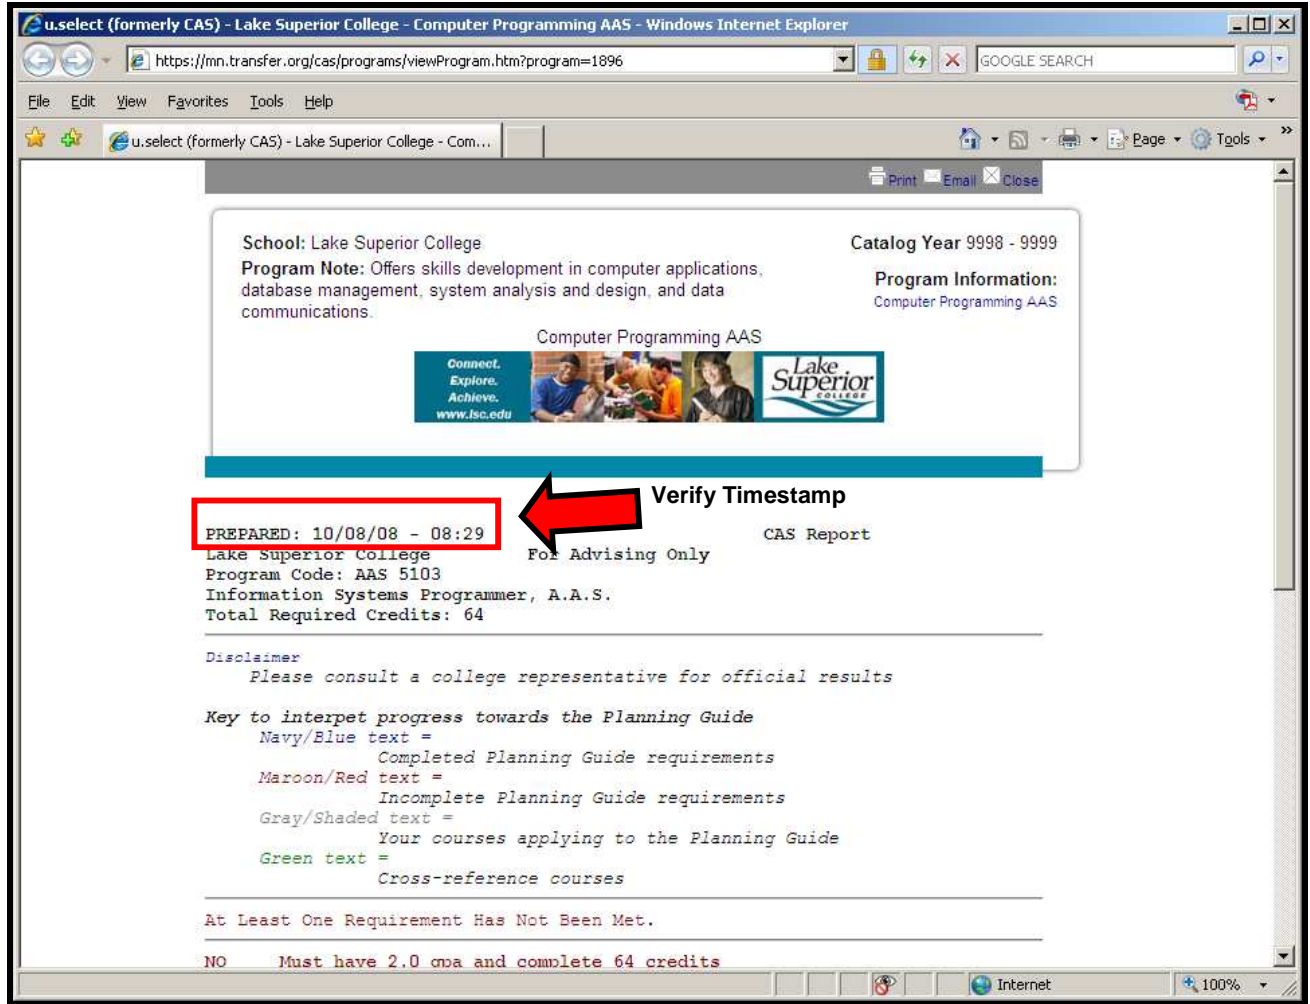 u.select (formerly CAS) - Lake Superior College - Computer Programming AAS - Windows Internet Explorer
https://mn.transfer.org/cas/programs/viewProgram.htm?program=1896
GOOGLE SEARCH
File Edit View Favorites Tools Help
u.select (formerly CAS) - Lake Superior College - Com...
Page Tools »
Print Email Close
School: Lake Superior College
Catalog Year 9998 - 9999
Program Note: Offers skills development in computer applications,
database management, system analysis and design, and data
communications.
Program Information:
Computer Programming AAS
Computer Programming AAS
Connect.
Explore.
Achieve.
www.lsc.edu
Lake
Superior
COLLEGE
Verify Timestamp
PREPARED: 10/08/08 - 08:29 CAS Report
Lake Superior College For Advising Only
Program Code: AAS 5103
Information Systems Programmer, A.A.S.
Total Required Credits: 64
Disclaimer
Please consult a college representative for official results
Key to interpet progress towards the Planning Guide
Navy/Blue text =
Completed Planning Guide requirements
Maroon/Red text =
Incomplete Planning Guide requirements
Gray/Shaded text =
Your courses applying to the Planning Guide
Green text =
Cross-reference courses
At Least One Requirement Has Not Been Met.
NO Must have 2.0 gpa and complete 64 credits
Internet
100%